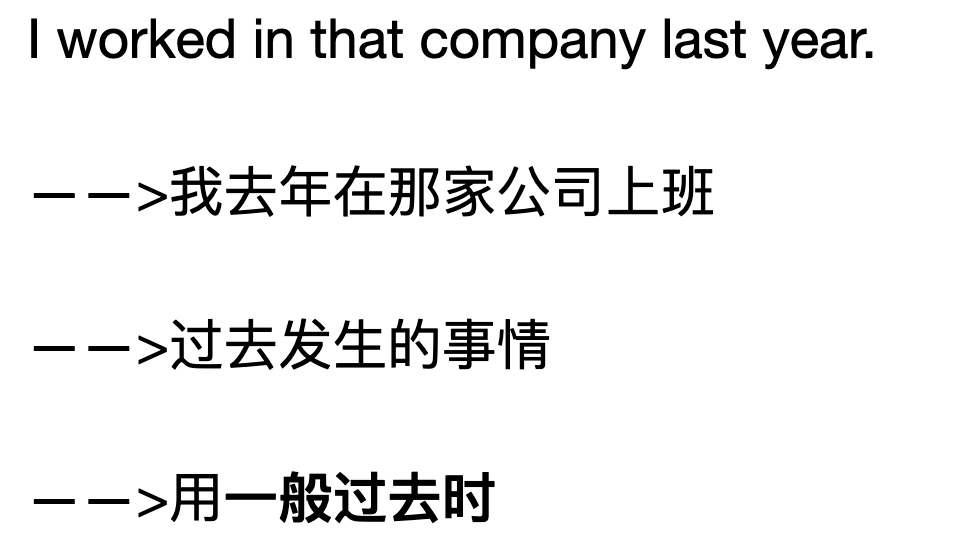 I worked in that company last year.
——>我去年在那家公司上班
——>过去发生的事情
——>用一般过去时